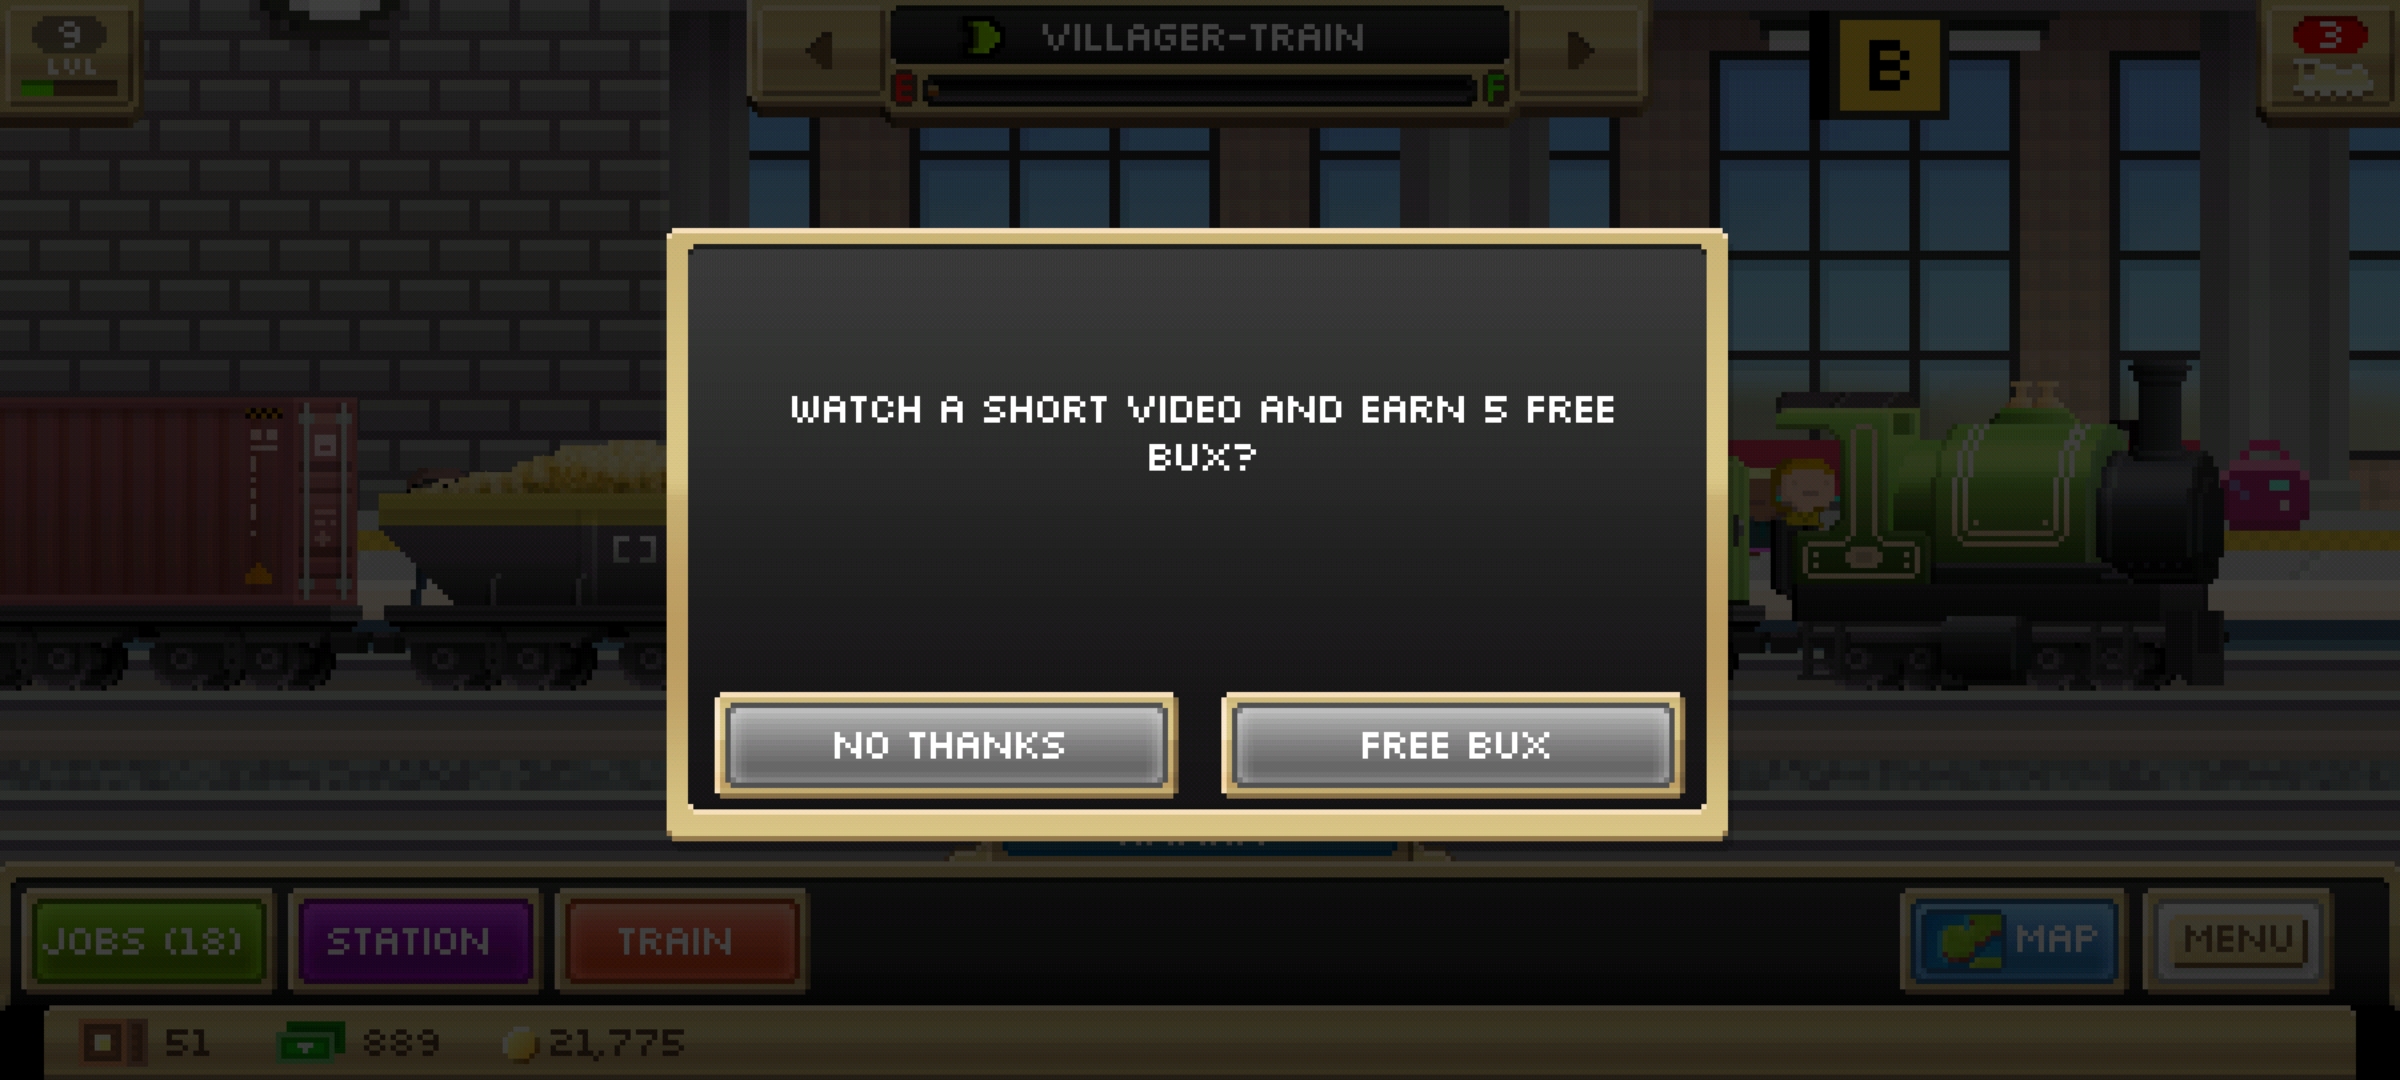 9
LVL
VILLAGER-TRAIN
E
F
B
3
WATCH A SHORT VIDEO AND EARN 5 FREE
BUX?
NO THANKS
FREE BUX
JOBS (18)
STATION
TRAIN
MAP
MENU
51
889
21,775